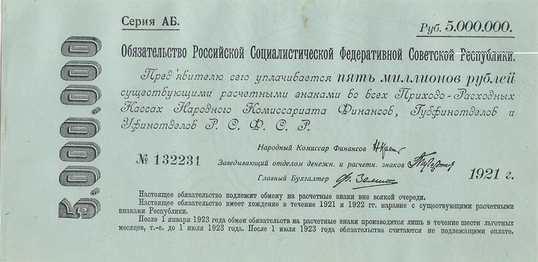 Серия АБ.
Руб. 5.000.000.
5.000.000
Обязательство Российской Социалистической Федеративной Советской Республики.
Пред'явителю сего уплачивается пять миллионов рублей
существующими расчетными знаками во всех Приходо-Расходных
Кассах Народного Комиссариата Финансов, Губфинотделов и
Уфинотделов Р. С. Ф. С. Р.
Народный Комиссар Финансов
№ 132231
Заведывающий отделом денежн. и расчетн. знаков
1921 г.
Главный Бухгалтер
Настоящее обязательство подлежит обмену на расчетные знаки вне всякой очереди.
Настоящее обязательство имеет хождение в течение 1921 и 1922 гг. наравне с существующими расчетными
знаками Республики.
После 1 января 1923 года обмен обязательств на расчетные знаки производится лишь в течение шести льготных
месяцев, т.-е. до 1 июля 1923 года. После 1 июля 1923 года обязательства считаются не подлежащими оплате.